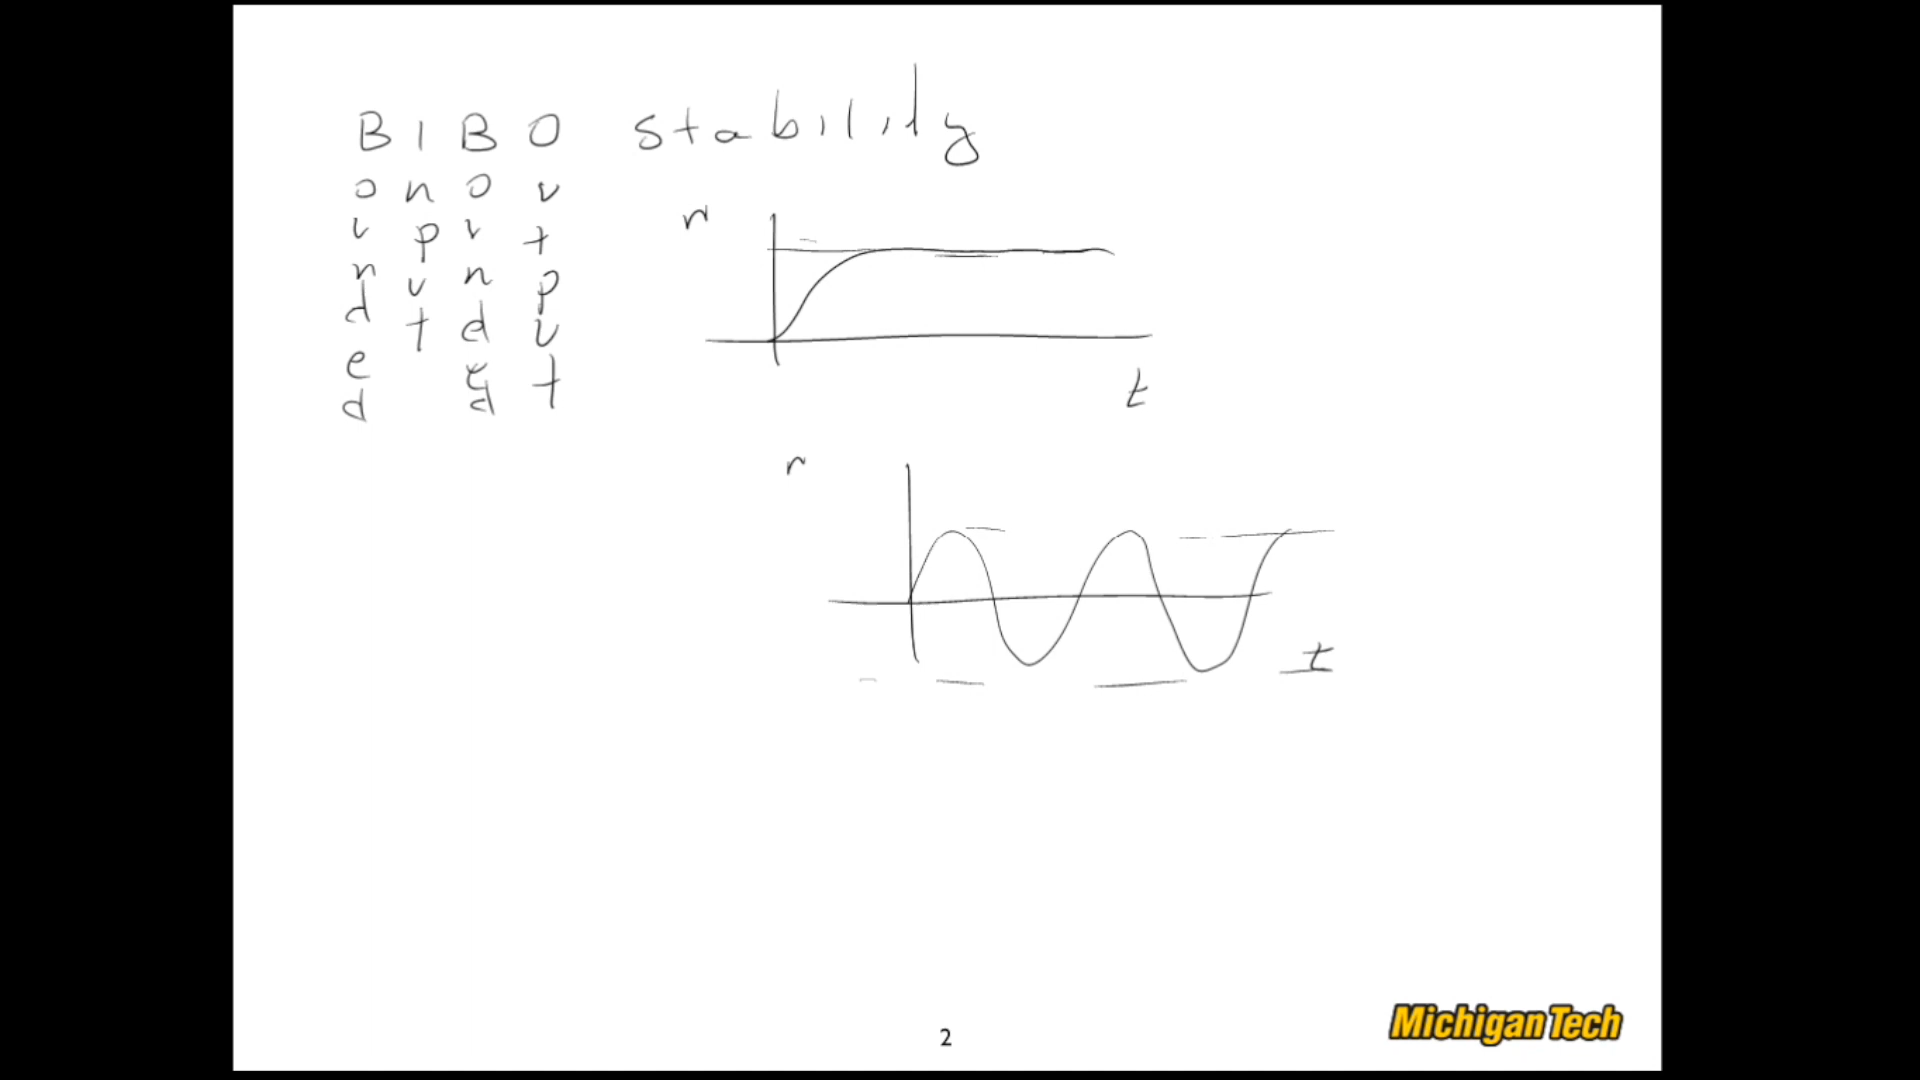 BIBO stability
Bounded
Input
Bounded
Output
r
t
r
t
2
Michigan Tech